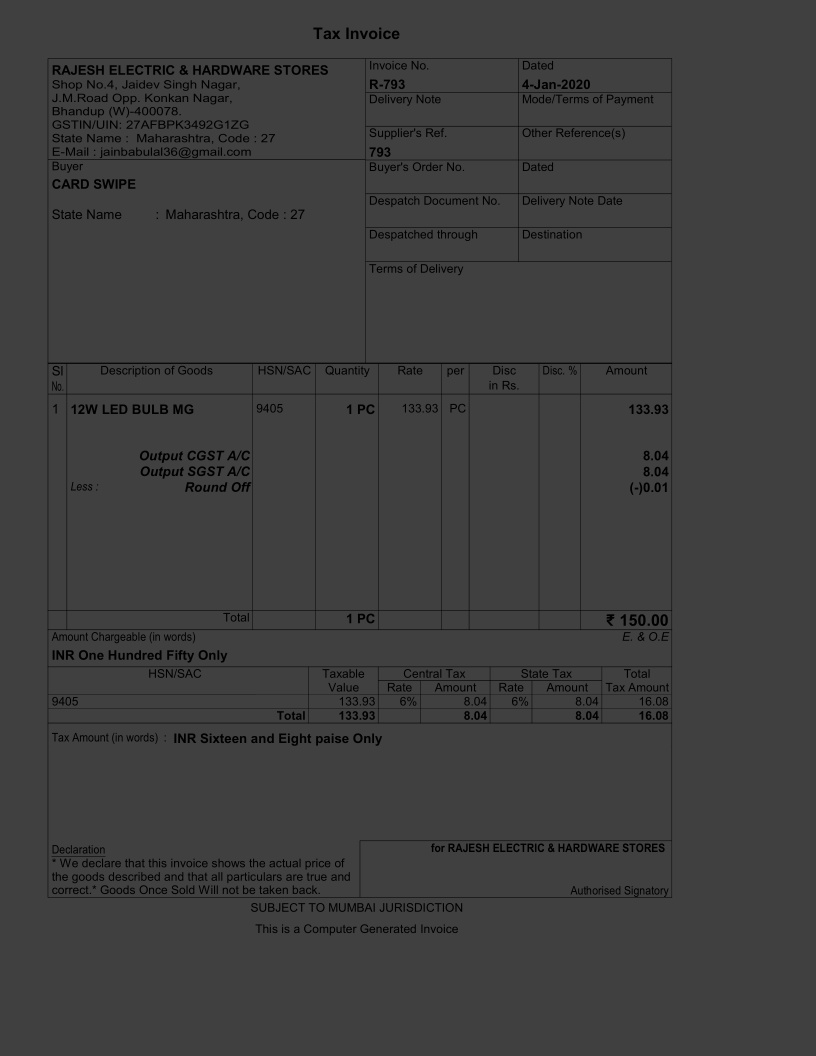 Tax Invoice
RAJESH ELECTRIC & HARDWARE STORES
Shop No.4, Jaidev Singh Nagar,
J.M.Road Opp. Konkan Nagar,
Bhandup (W)-400078.
GSTIN/UIN: 27AFBPK3492G1ZG
State Name : Maharashtra, Code : 27
E-Mail : jainbabulal36@gmail.com
Invoice No. Dated
R-793 4-Jan-2020
Delivery Note Mode/Terms of Payment
Supplier's Ref. Other Reference(s)
793
Buyer
CARD SWIPE
State Name : Maharashtra, Code : 27
Buyer's Order No. Dated
Despatch Document No. Delivery Note Date
Despatched through Destination
Terms of Delivery
Sl No. Description of Goods HSN/SAC Quantity Rate per Disc in Rs. Disc. % Amount
1 12W LED BULB MG 9405 1 PC 133.93 PC 133.93
Output CGST A/C 8.04
Output SGST A/C 8.04
Less : Round Off (-)0.01
Total 1 PC ₹ 150.00
Amount Chargeable (in words) E. & O.E
INR One Hundred Fifty Only
HSN/SAC Taxable Value Central Tax State Tax Total Tax Amount
Rate Amount Rate Amount
9405 133.93 6% 8.04 6% 8.04 16.08
Total 133.93 8.04 8.04 16.08
Tax Amount (in words) : INR Sixteen and Eight paise Only
Declaration
* We declare that this invoice shows the actual price of
the goods described and that all particulars are true and
correct.* Goods Once Sold Will not be taken back.
for RAJESH ELECTRIC & HARDWARE STORES
Authorised Signatory
SUBJECT TO MUMBAI JURISDICTION
This is a Computer Generated Invoice